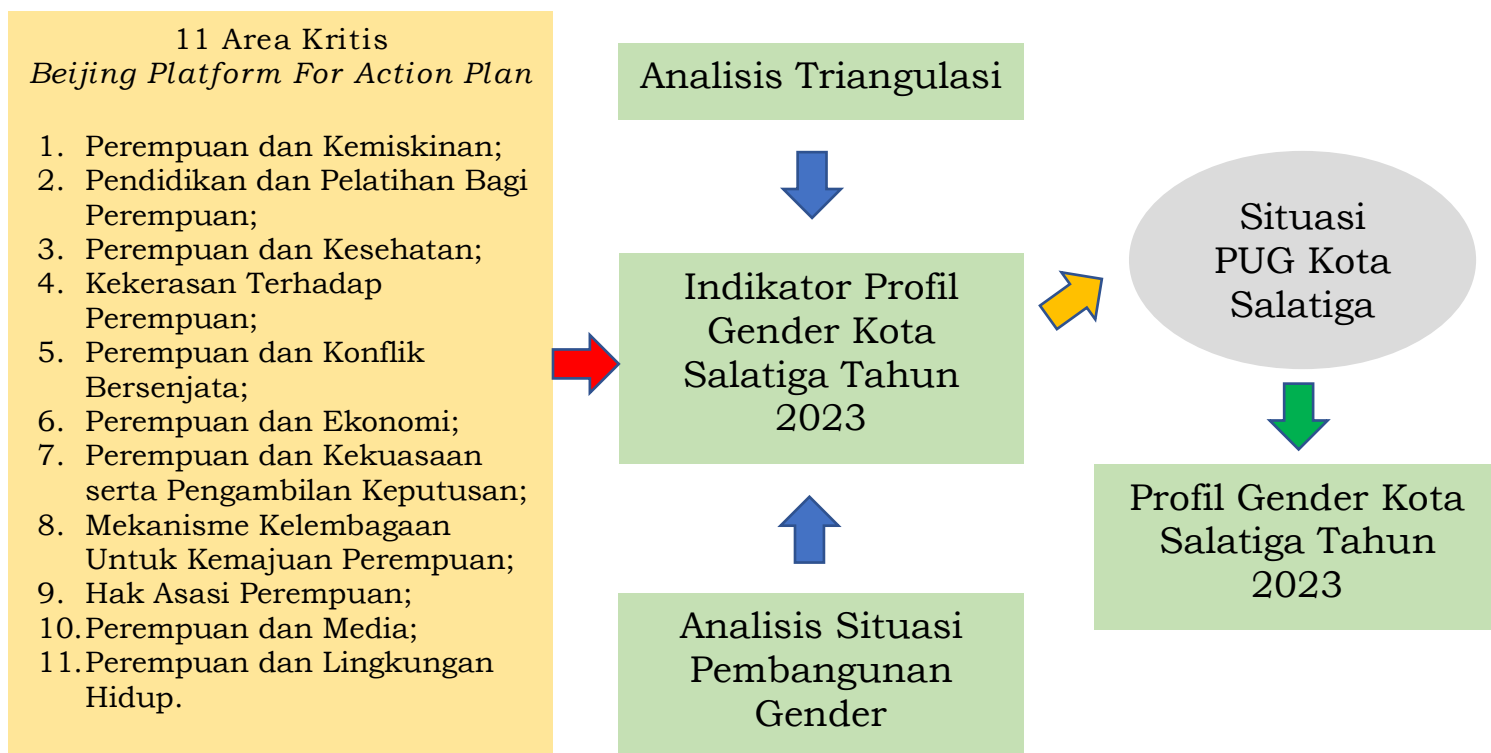 11 Area Kritis
Beijing Platform For Action Plan
1. Perempuan dan Kemiskinan;
2. Pendidikan dan Pelatihan Bagi
Perempuan;
3. Perempuan dan Kesehatan;
4. Kekerasan Terhadap
Perempuan;
5. Perempuan dan Konflik
Bersenjata;
6. Perempuan dan Ekonomi;
7. Perempuan dan Kekuasaan
serta Pengambilan Keputusan;
8. Mekanisme Kelembagaan
Untuk Kemajuan Perempuan;
9. Hak Asasi Perempuan;
10. Perempuan dan Media;
11. Perempuan dan Lingkungan
Hidup.
Analisis Triangulasi
Indikator Profil
Gender Kota
Salatiga Tahun
2023
Analisis Situasi
Pembangunan
Gender
Situasi
PUG Kota
Salatiga
Profil Gender Kota
Salatiga Tahun
2023